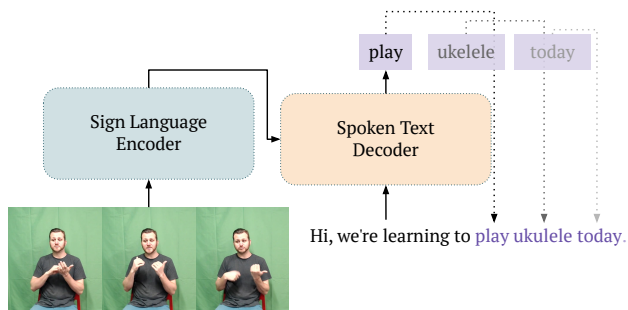 play ukelele today
Sign Language
Encoder
Spoken Text
Decoder
Hi, we're learning to play ukulele today.